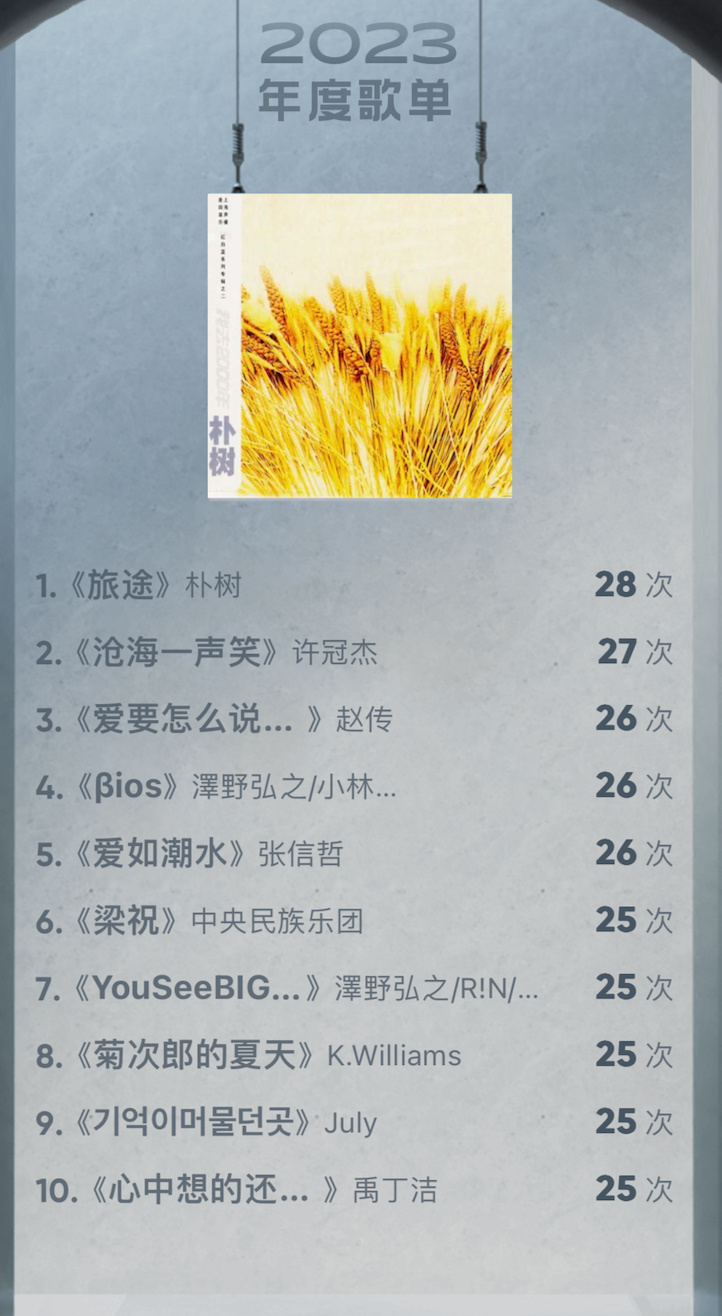 2023
年度歌单
朴树
1.《旅途》朴树 28 次
2.《沧海一声笑》许冠杰 27 次
3.《爱要怎么说... 》赵传 26 次
4.《βios》澤野弘之/小林... 26 次
5.《爱如潮水》张信哲 26 次
6.《梁祝》中央民族乐团 25 次
7.《YouSeeBIG...》澤野弘之/R!N/... 25 次
8.《菊次郎的夏天》K.Williams 25 次
9.《기억이머물던곳》July 25 次
10.《心中想的还... 》禹丁洁 25 次